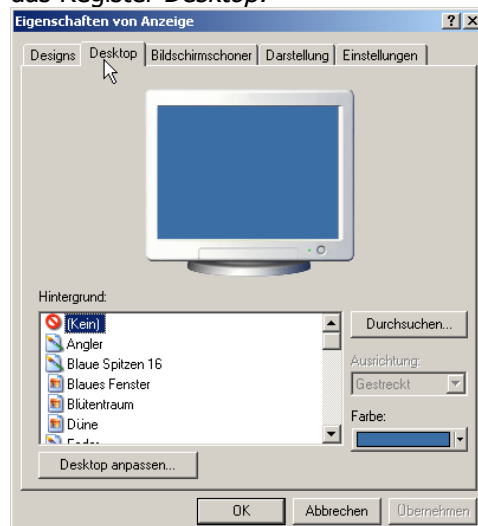 das Register Desktop.
Eigenschaften von Anzeige
Designs Desktop Bildschirmschoner Darstellung Einstellungen
Hintergrund:
(Kein)
Angler
Blaue Spitzen 16
Blaues Fenster
Blütentraum
Düne
Durchsuchen...
Ausrichtung:
Gestreckt
Farbe:
Desktop anpassen...
OK Abbrechen Übernehmen